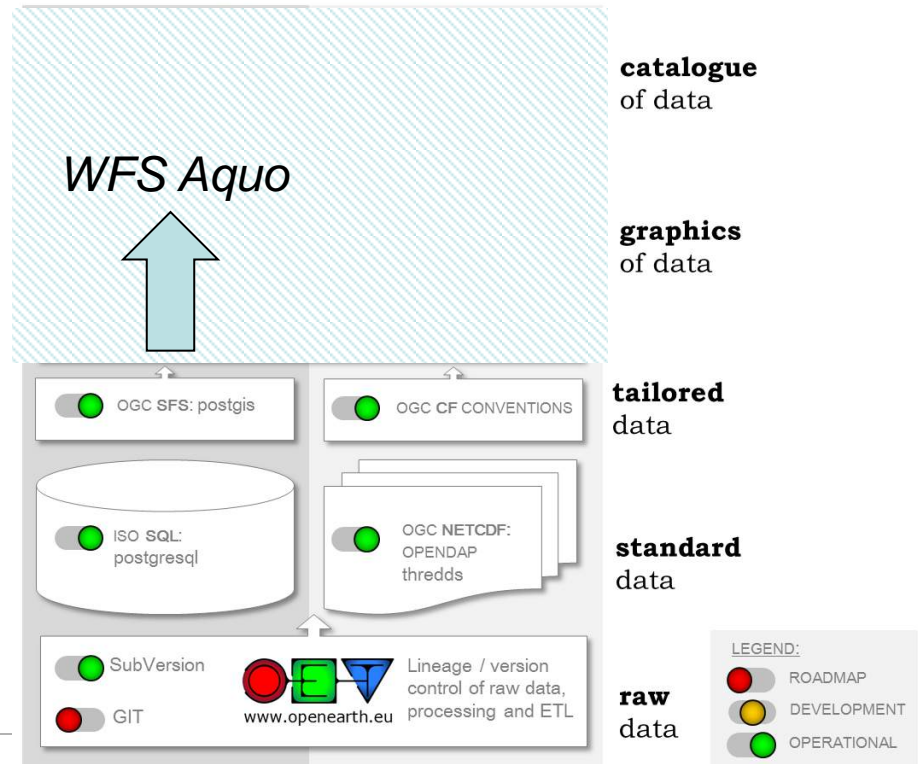 catalogue
of data
WFS Aquo
graphics
of data
OGC SFS: postgis
OGC CF CONVENTIONS
tailored
data
ISO SQL:
postgresql
OGC NETCDF:
OPENDAP
thredds
standard
data
SubVersion
GIT
www.openearth.eu
Lineage / version
control of raw data,
processing and ETL
raw
data
LEGEND:
ROADMAP
DEVELOPMENT
OPERATIONAL